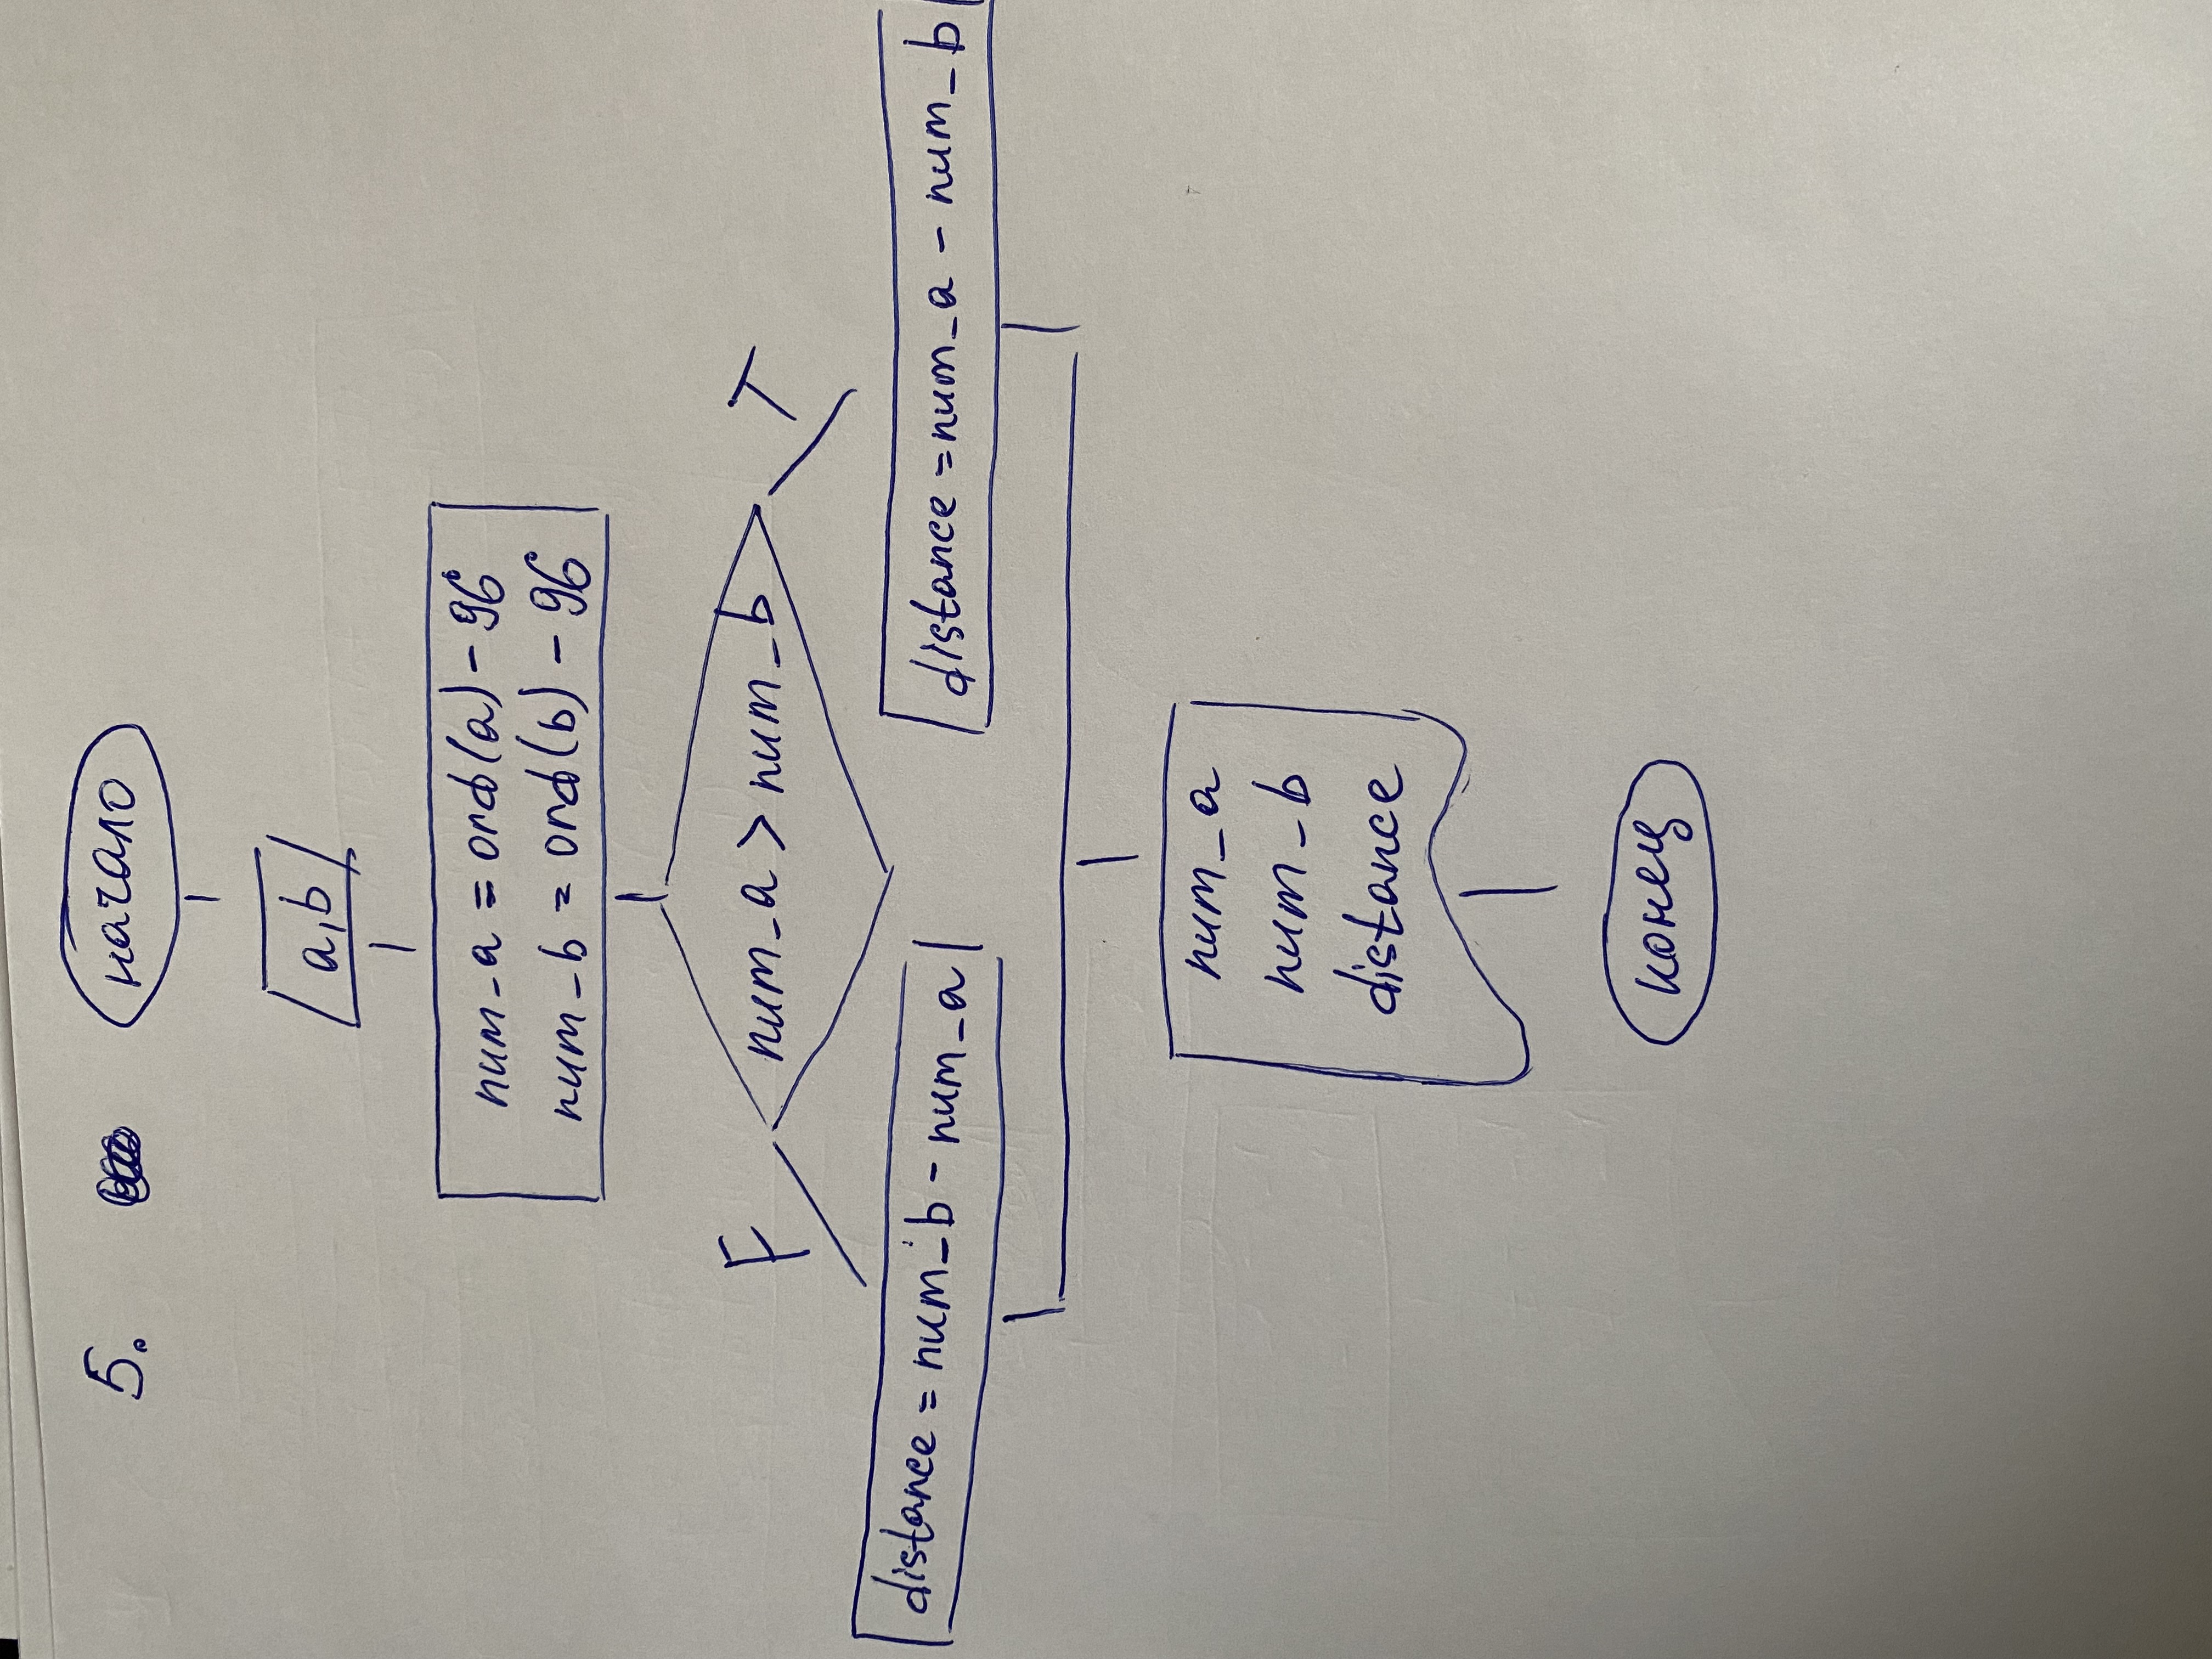 5.
начало
a,b
num_a = ord(a) - 96
num_b = ord(b) - 96
F
num_a > num_b
T
distance = num_b - num_a
distance = num_a - num_b
num_a
num_b
distance
конец